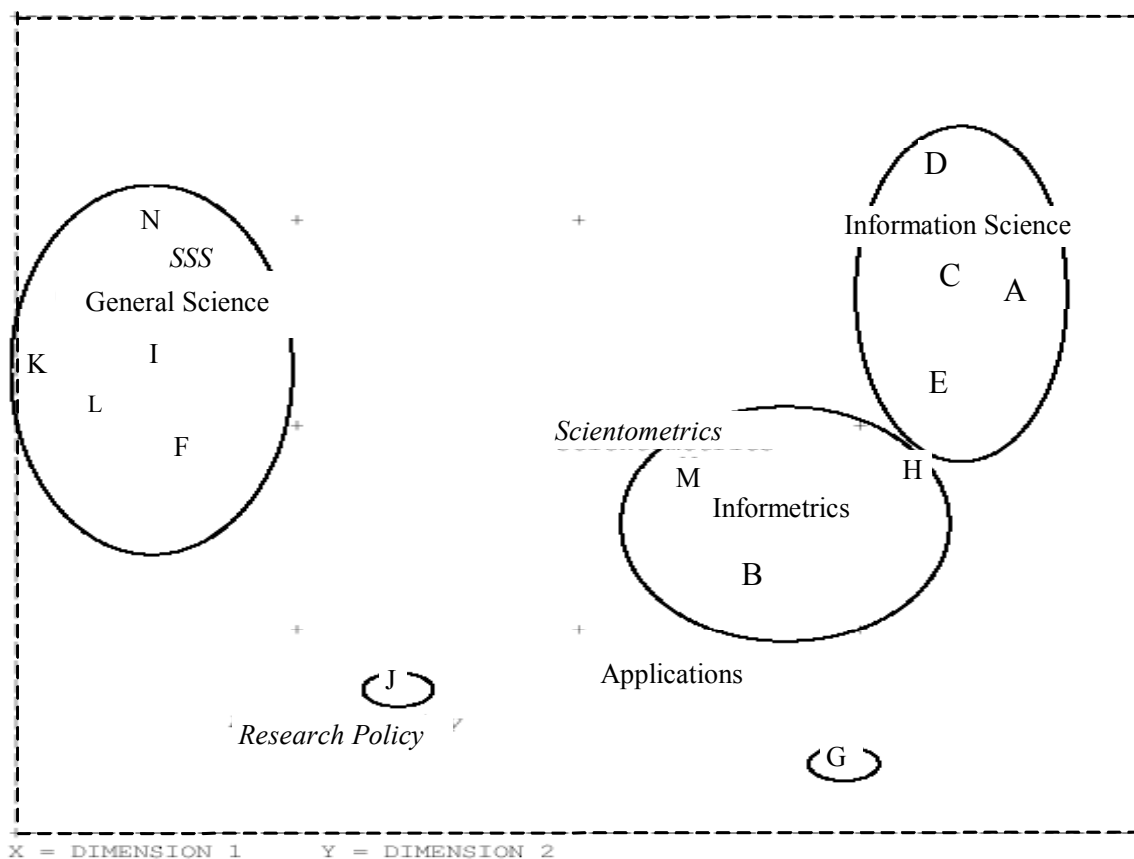 D
N
Information Science
SSS
C
A
General Science
I
K
E
L
Scientometrics
F
H
M
Informetrics
B
Applications
J
Research Policy
G
X = DIMENSION 1 Y = DIMENSION 2